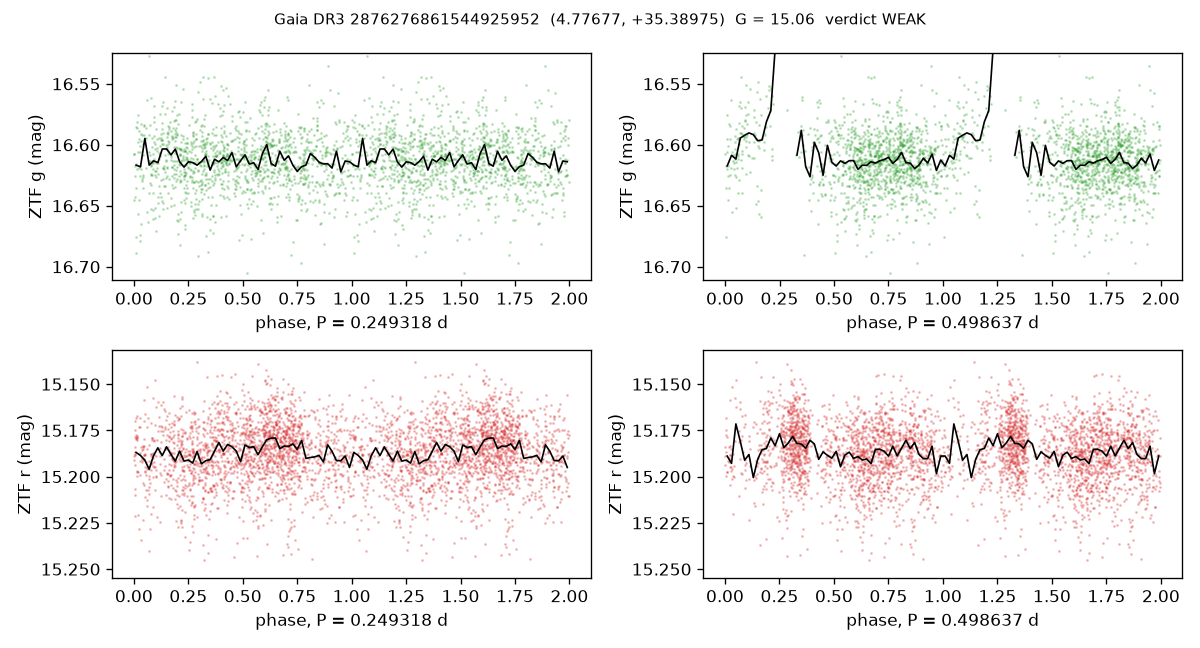 Gaia DR3 2876276861544925952 (4.77677, +35.38975) G = 15.06 verdict WEAK
ZTF g (mag)
16.55
16.60
16.65
16.70
0.00 0.25 0.50 0.75 1.00 1.25 1.50 1.75 2.00
phase, P = 0.249318 d
ZTF g (mag)
16.55
16.60
16.65
16.70
0.00 0.25 0.50 0.75 1.00 1.25 1.50 1.75 2.00
phase, P = 0.498637 d
ZTF r (mag)
15.150
15.175
15.200
15.225
15.250
0.00 0.25 0.50 0.75 1.00 1.25 1.50 1.75 2.00
phase, P = 0.249318 d
ZTF r (mag)
15.150
15.175
15.200
15.225
15.250
0.00 0.25 0.50 0.75 1.00 1.25 1.50 1.75 2.00
phase, P = 0.498637 d